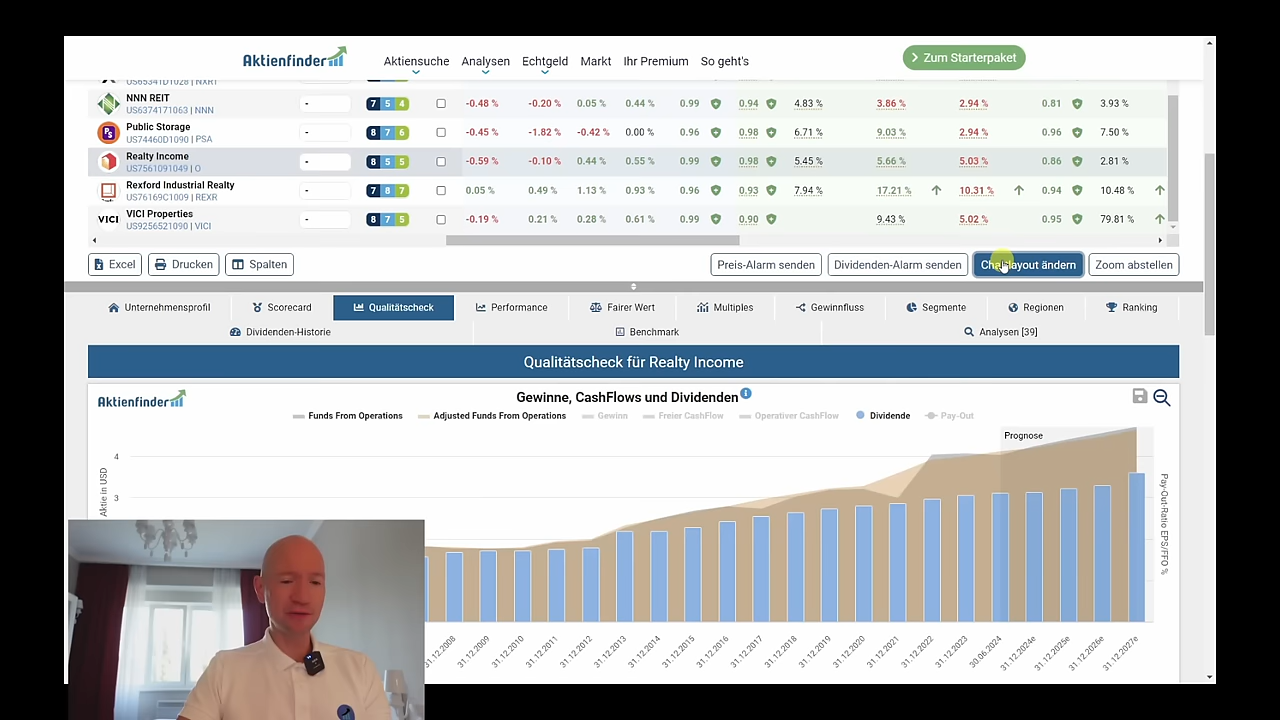 Aktienfinder
Aktiensuche Analysen Echtgeld Markt Ihr Premium So geht's
Zum Starterpaket
US65341D1028 | NXRT
NNN REIT
US6374171063 | NNN
- 7 5 4 -0.48 % -0.20 % 0.05 % 0.44 % 0.99 0.94 4.83 % 3.86 % 2.94 % 0.81 3.93 %
Public Storage
US74460D1090 | PSA
- 8 7 6 -0.45 % -1.82 % -0.42 % 0.00 % 0.96 0.98 6.71 % 9.03 % 2.94 % 0.96 7.50 %
Realty Income
US7561091049 | O
- 8 5 5 -0.59 % -0.10 % 0.44 % 0.55 % 0.99 0.98 5.45 % 5.66 % 5.03 % 0.86 2.81 %
Rexford Industrial Realty
US76169C1009 | REXR
- 7 8 7 0.05 % 0.49 % 1.13 % 0.93 % 0.96 0.93 7.94 % 17.21 % 10.31 % 0.94 10.48 %
VICI VICI Properties
US9256521090 | VICI
- 8 7 5 -0.19 % 0.21 % 0.28 % 0.61 % 0.99 0.90 9.43 % 5.02 % 0.95 79.81 %
Excel Drucken Spalten Preis-Alarm senden Dividenden-Alarm senden Chartlayout ändern Zoom abstellen
Unternehmensprofil Scorecard Qualitätscheck Performance Fairer Wert Multiples Gewinnfluss Segmente Regionen Ranking
Dividenden-Historie Benchmark Analysen [39]
Qualitätscheck für Realty Income
Aktienfinder
Gewinne, CashFlows und Dividenden
Funds From Operations Adjusted Funds From Operations Gewinn Freier CashFlow Operativer CashFlow Dividende Pay-Out
Prognose
4
3
Aktie in USD
Pay-Out-Ratio EPS/FFO %
31.12.2008 31.12.2009 31.12.2010 31.12.2011 31.12.2012 31.12.2013 31.12.2014 31.12.2015 31.12.2016 31.12.2017 31.12.2018 31.12.2019 31.12.2020 31.12.2021 31.12.2022 31.12.2023 30.06.2024 31.12.2024e 31.12.2025e 31.12.2026e 31.12.2027e